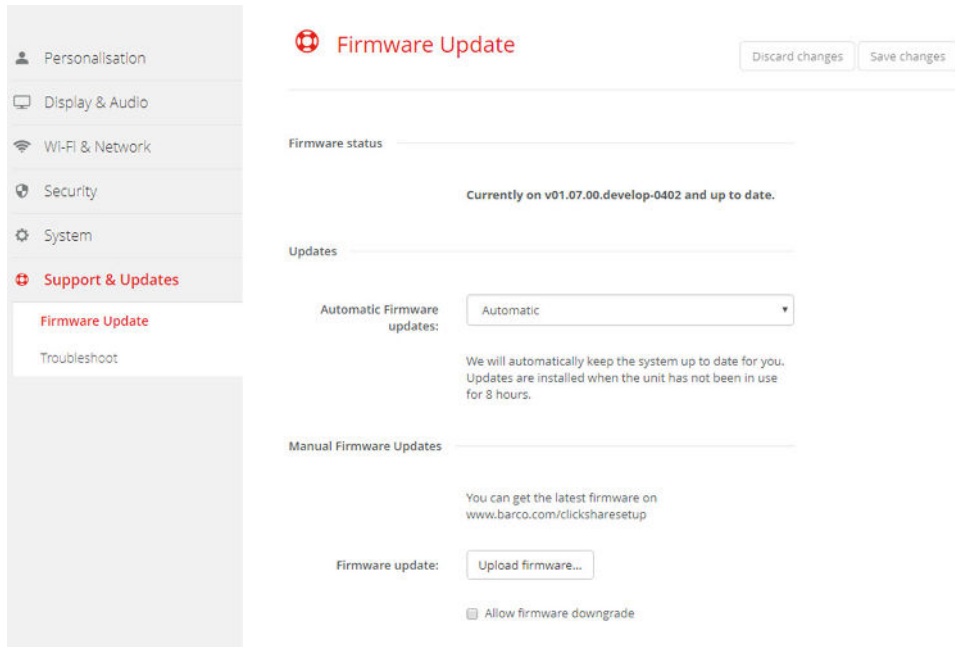 Personalisation
Display & Audio
Wi-Fi & Network
Security
System
Support & Updates
Firmware Update
Troubleshoot
Firmware Update
Discard changes
Save changes
Firmware status
Currently on v01.07.00.develop-0402 and up to date.
Updates
Automatic Firmware
updates:
Automatic
We will automatically keep the system up to date for you.
Updates are installed when the unit has not been in use
for 8 hours.
Manual Firmware Updates
You can get the latest firmware on
www.barco.com/clicksharesetup
Firmware update:
Upload firmware...
Allow firmware downgrade